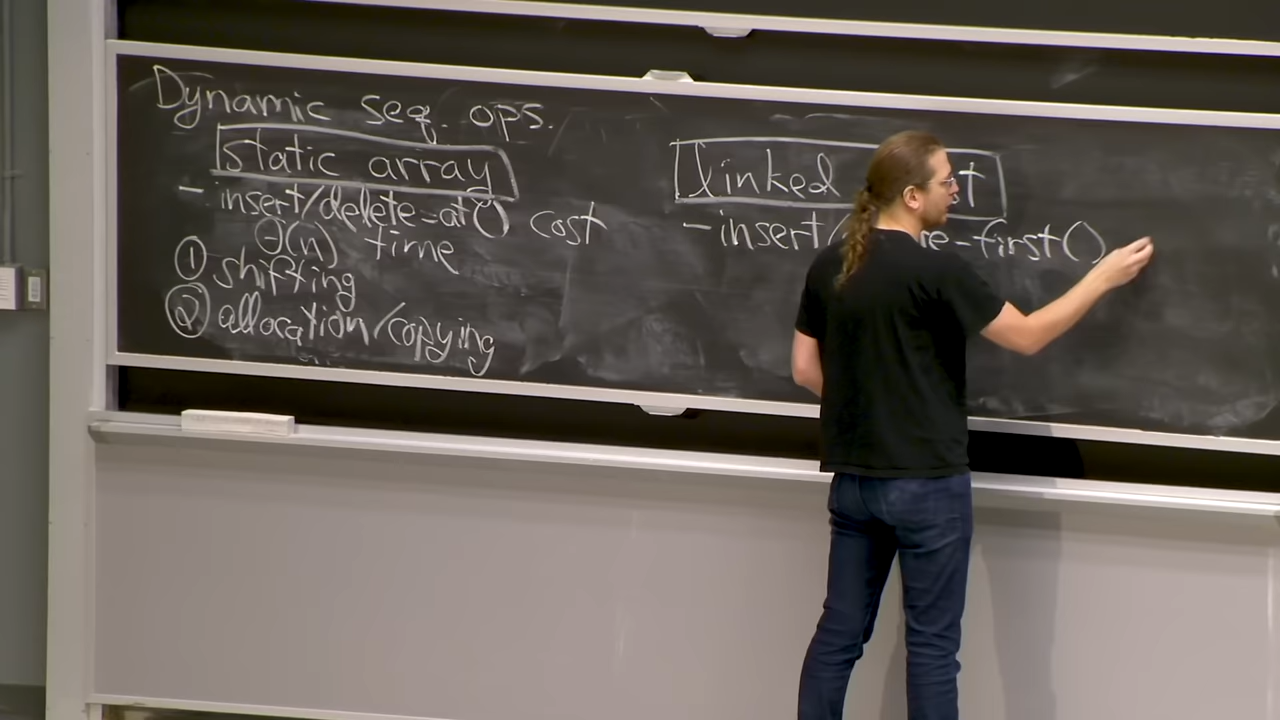 Dynamic seq. ops.
static array
- insert/delete-at() cost
Θ(n) time
① shifting
② allocation/copying
linked
- insert/ -first()